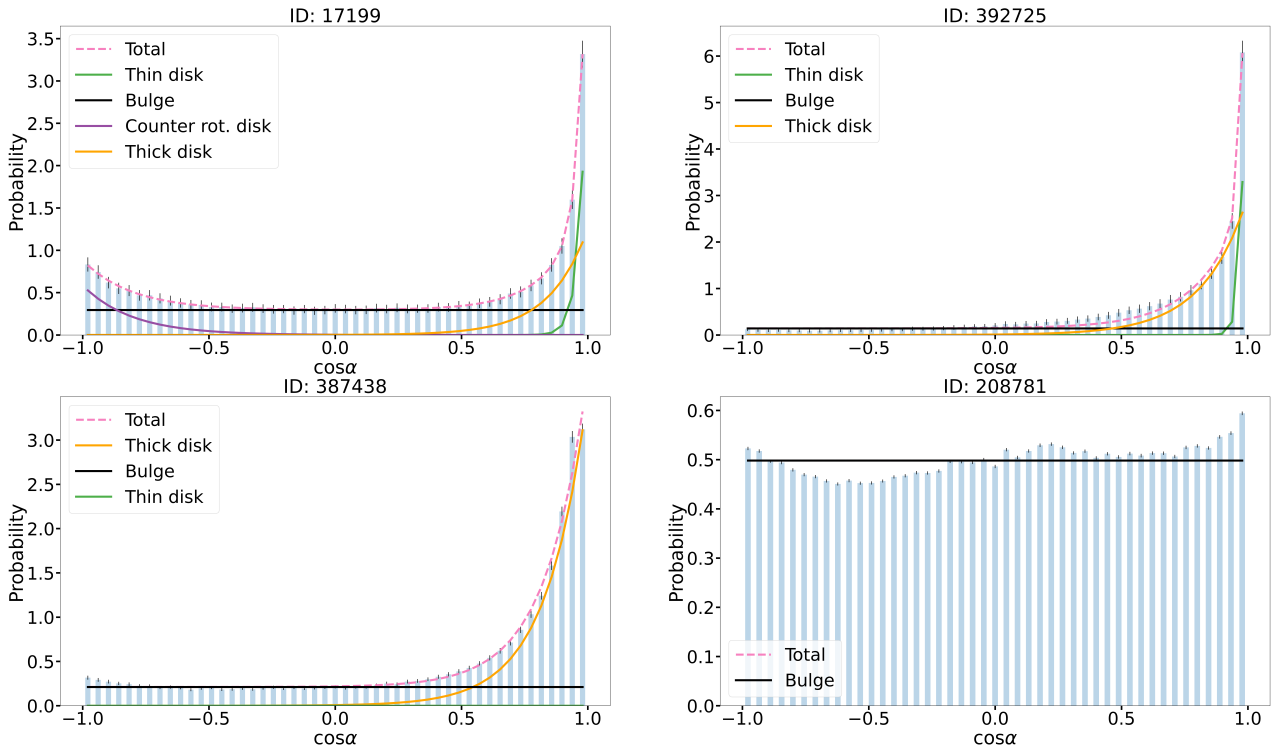 ID: 17199
3.5
3.0
2.5
2.0
1.5
1.0
0.5
0.0
Probability
Total
Thin disk
Bulge
Counter rot. disk
Thick disk
−1.0 −0.5 0.0 0.5 1.0
cosα
ID: 392725
6
5
4
3
2
1
0
Probability
Total
Thin disk
Bulge
Thick disk
−1.0 −0.5 0.0 0.5 1.0
cosα
ID: 387438
3.0
2.5
2.0
1.5
1.0
0.5
0.0
Probability
Total
Thick disk
Bulge
Thin disk
−1.0 −0.5 0.0 0.5 1.0
cosα
ID: 208781
0.6
0.5
0.4
0.3
0.2
0.1
0.0
Probability
Total
Bulge
−1.0 −0.5 0.0 0.5 1.0
cosα